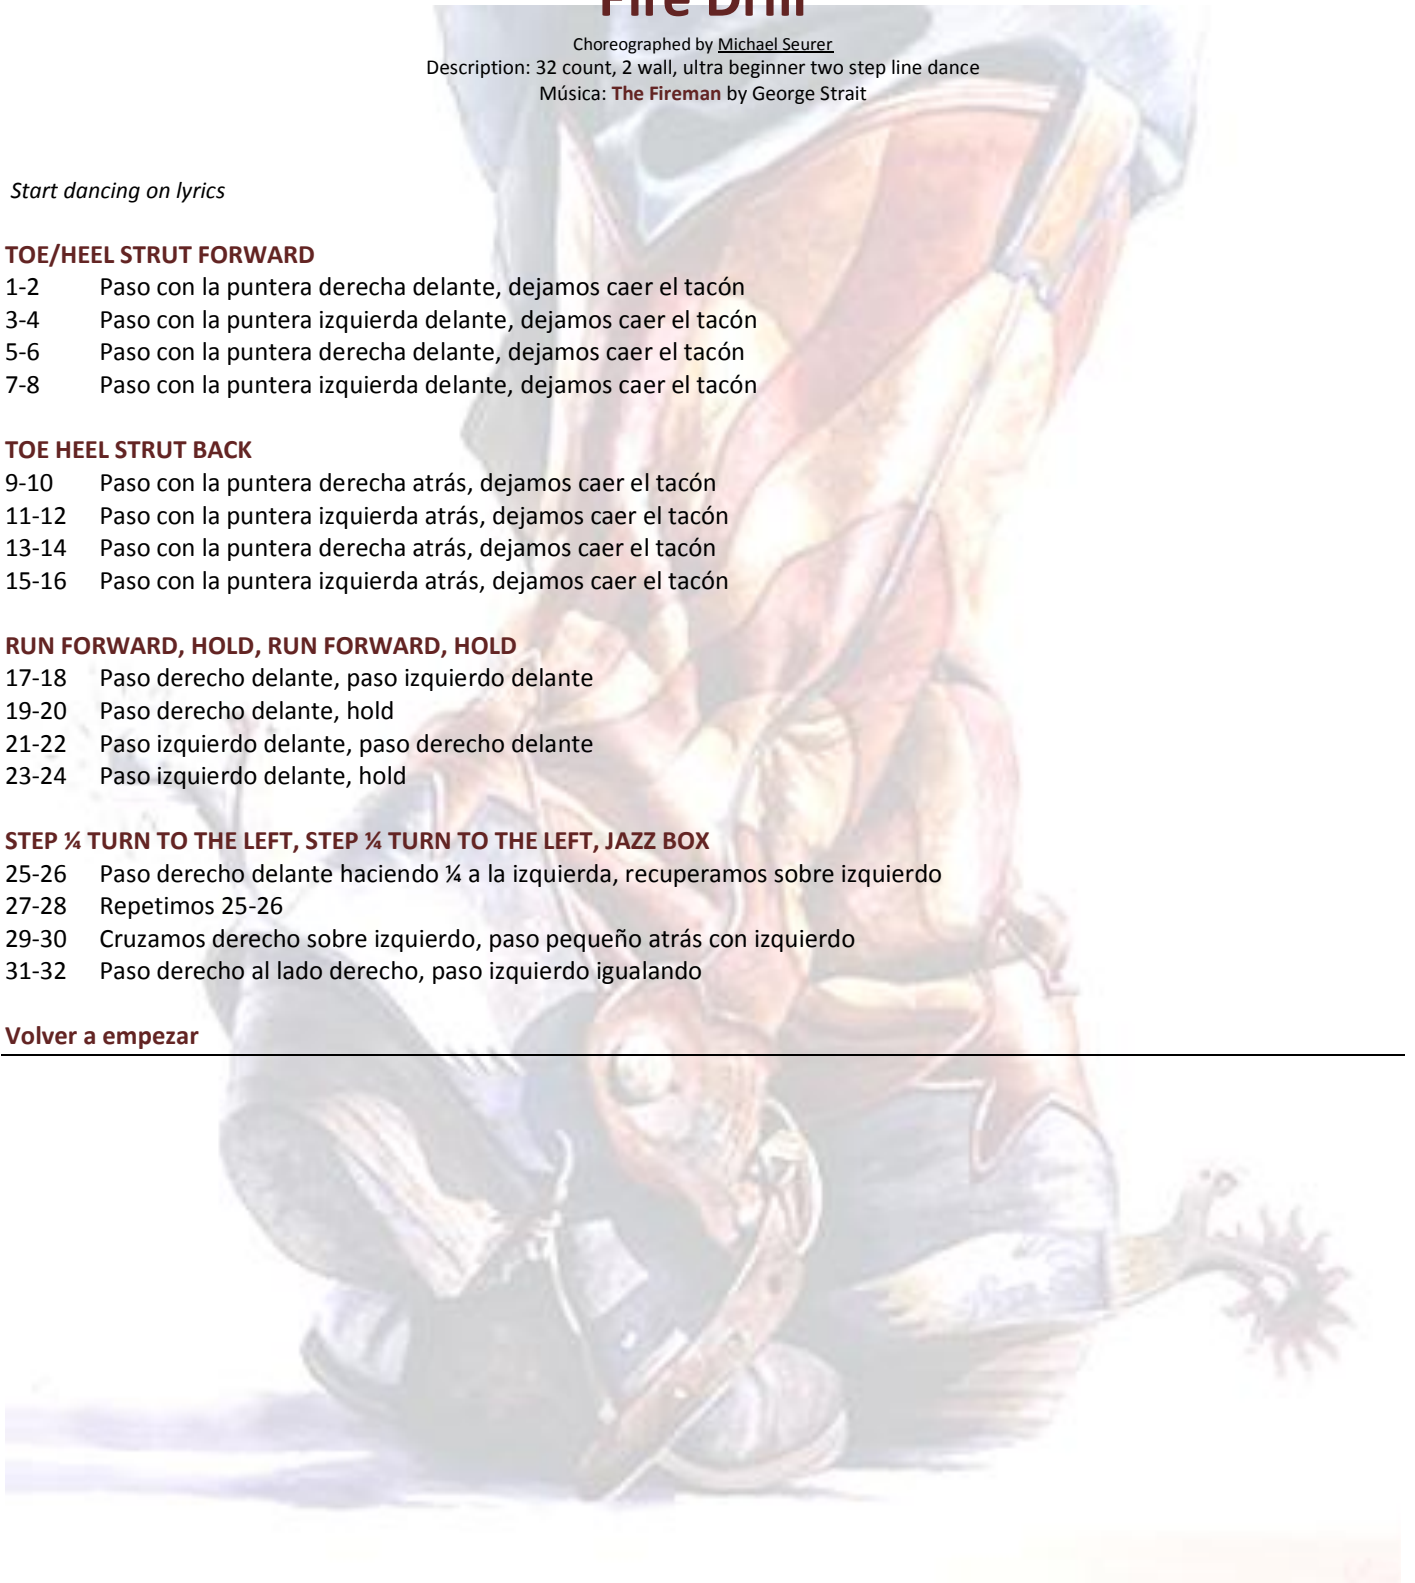 Fire Drill
Choreographed by Michael Seurer
Description: 32 count, 2 wall, ultra beginner two step line dance
Música: The Fireman by George Strait
Start dancing on lyrics
TOE/HEEL STRUT FORWARD
1-2 Paso con la puntera derecha delante, dejamos caer el tacón
3-4 Paso con la puntera izquierda delante, dejamos caer el tacón
5-6 Paso con la puntera derecha delante, dejamos caer el tacón
7-8 Paso con la puntera izquierda delante, dejamos caer el tacón
TOE HEEL STRUT BACK
9-10 Paso con la puntera derecha atrás, dejamos caer el tacón
11-12 Paso con la puntera izquierda atrás, dejamos caer el tacón
13-14 Paso con la puntera derecha atrás, dejamos caer el tacón
15-16 Paso con la puntera izquierda atrás, dejamos caer el tacón
RUN FORWARD, HOLD, RUN FORWARD, HOLD
17-18 Paso derecho delante, paso izquierdo delante
19-20 Paso derecho delante, hold
21-22 Paso izquierdo delante, paso derecho delante
23-24 Paso izquierdo delante, hold
STEP ¼ TURN TO THE LEFT, STEP ¼ TURN TO THE LEFT, JAZZ BOX
25-26 Paso derecho delante haciendo ¼ a la izquierda, recuperamos sobre izquierdo
27-28 Repetimos 25-26
29-30 Cruzamos derecho sobre izquierdo, paso pequeño atrás con izquierdo
31-32 Paso derecho al lado derecho, paso izquierdo igualando
Volver a empezar